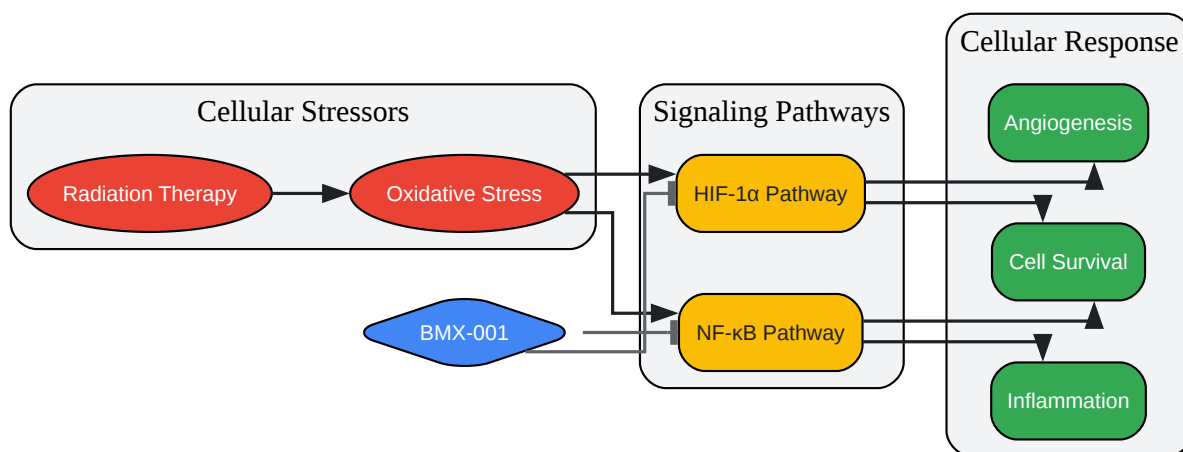 Cellular Stressors
Radiation Therapy
Oxidative Stress
BMX-001
Signaling Pathways
HIF-1α Pathway
NF-κB Pathway
Cellular Response
Angiogenesis
Cell Survival
Inflammation